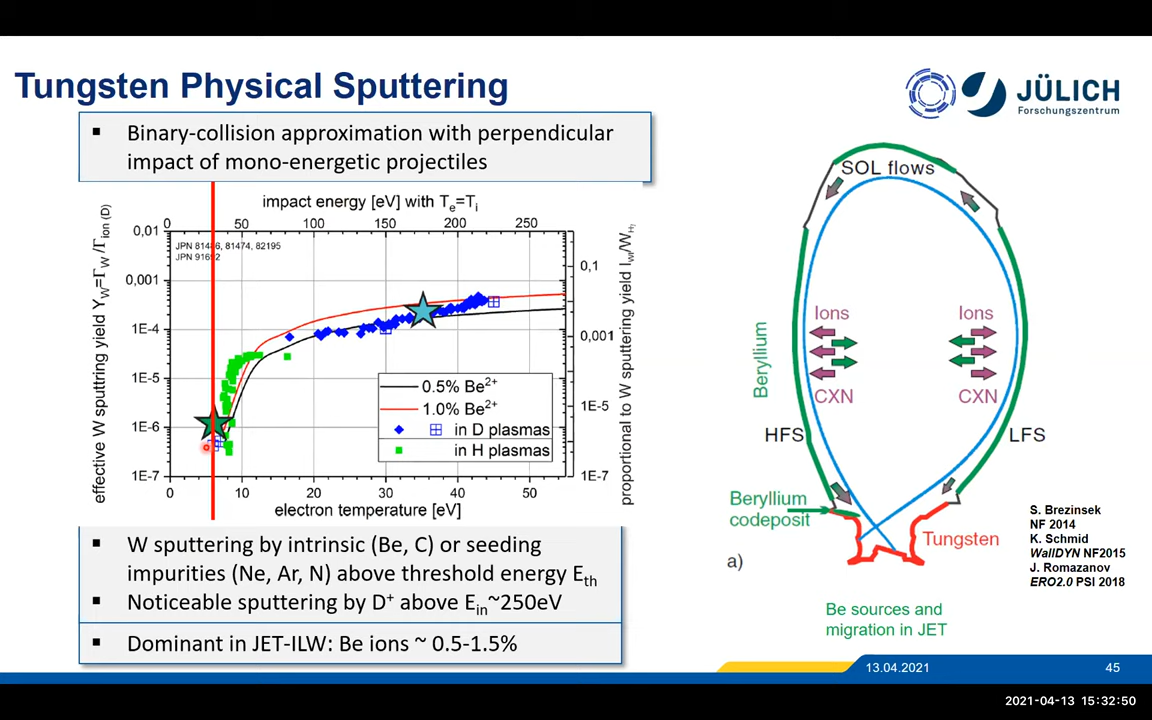 Tungsten Physical Sputtering
JÜLICH
Forschungszentrum
▪ Binary-collision approximation with perpendicular
impact of mono-energetic projectiles
impact energy [eV] with Te=Ti
0 50 100 150 200 250
JPN 81486, 81474, 82195
JPN 91692
effective W sputtring yield YW=ΓW/Γion (D)
0,01
0,001
1E-4
1E-5
1E-6
1E-7
0,1
0,001
1E-5
1E-7
proportional to W sputtering yield IWI/WHγ
0.5% Be2+
1.0% Be2+
in D plasmas
in H plasmas
0 10 20 30 40 50
electron temperature [eV]
▪ W sputtering by intrinsic (Be, C) or seeding
impurities (Ne, Ar, N) above threshold energy Eth
▪ Noticeable sputtering by D+ above Ein~250eV
▪ Dominant in JET-ILW: Be ions ~ 0.5-1.5%
SOL flows
Ions
Ions
CXN
CXN
Beryllium
HFS
LFS
Beryllium
codeposit
Tungsten
a)
S. Brezinsek
NF 2014
K. Schmid
WallDYN NF2015
J. Romazanov
ERO2.0 PSI 2018
Be sources and
migration in JET
13.04.2021
45
2021-04-13 15:32:50